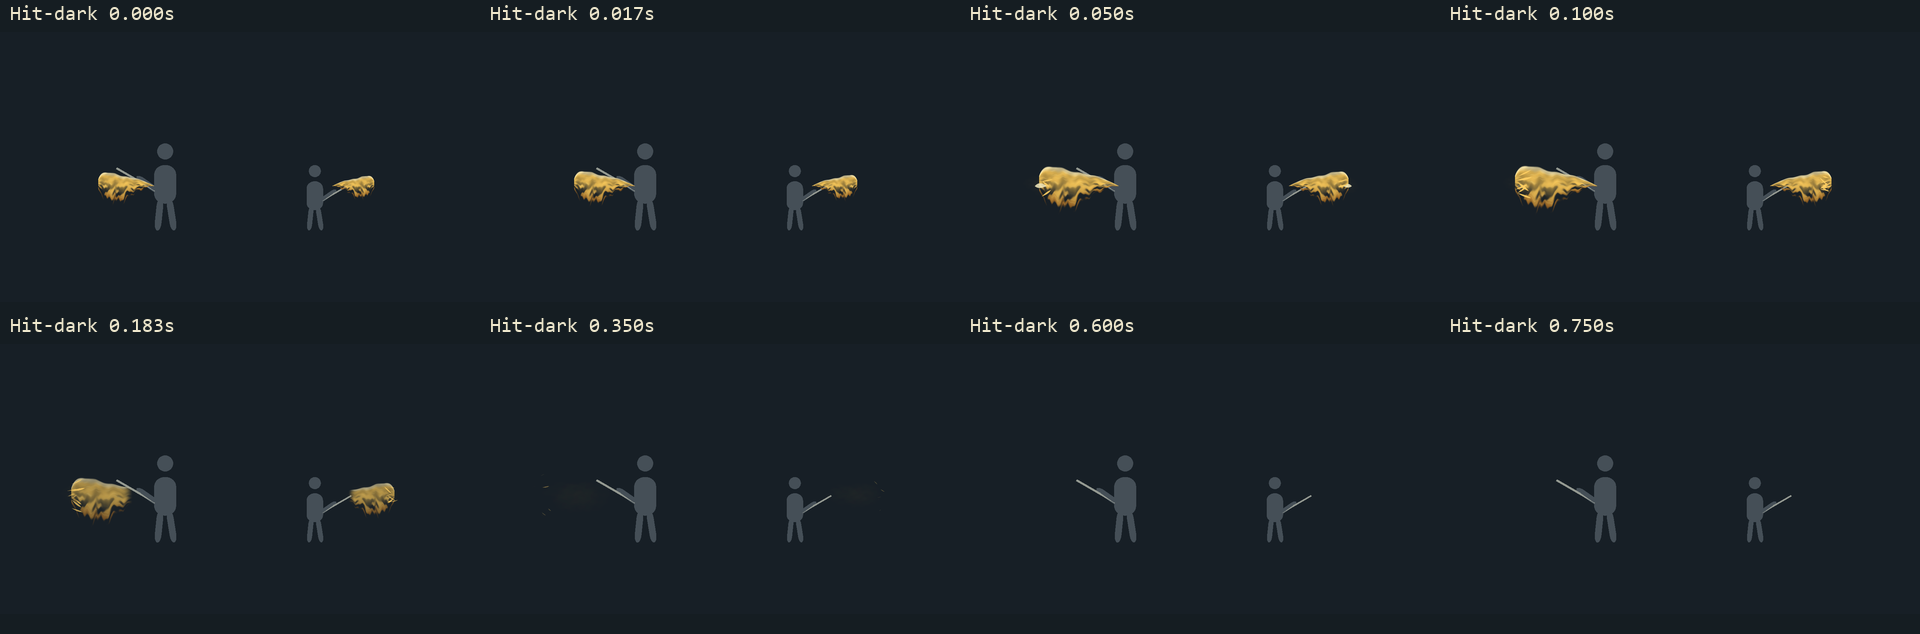 Hit-dark 0.000s
Hit-dark 0.017s
Hit-dark 0.050s
Hit-dark 0.100s
Hit-dark 0.183s
Hit-dark 0.350s
Hit-dark 0.600s
Hit-dark 0.750s